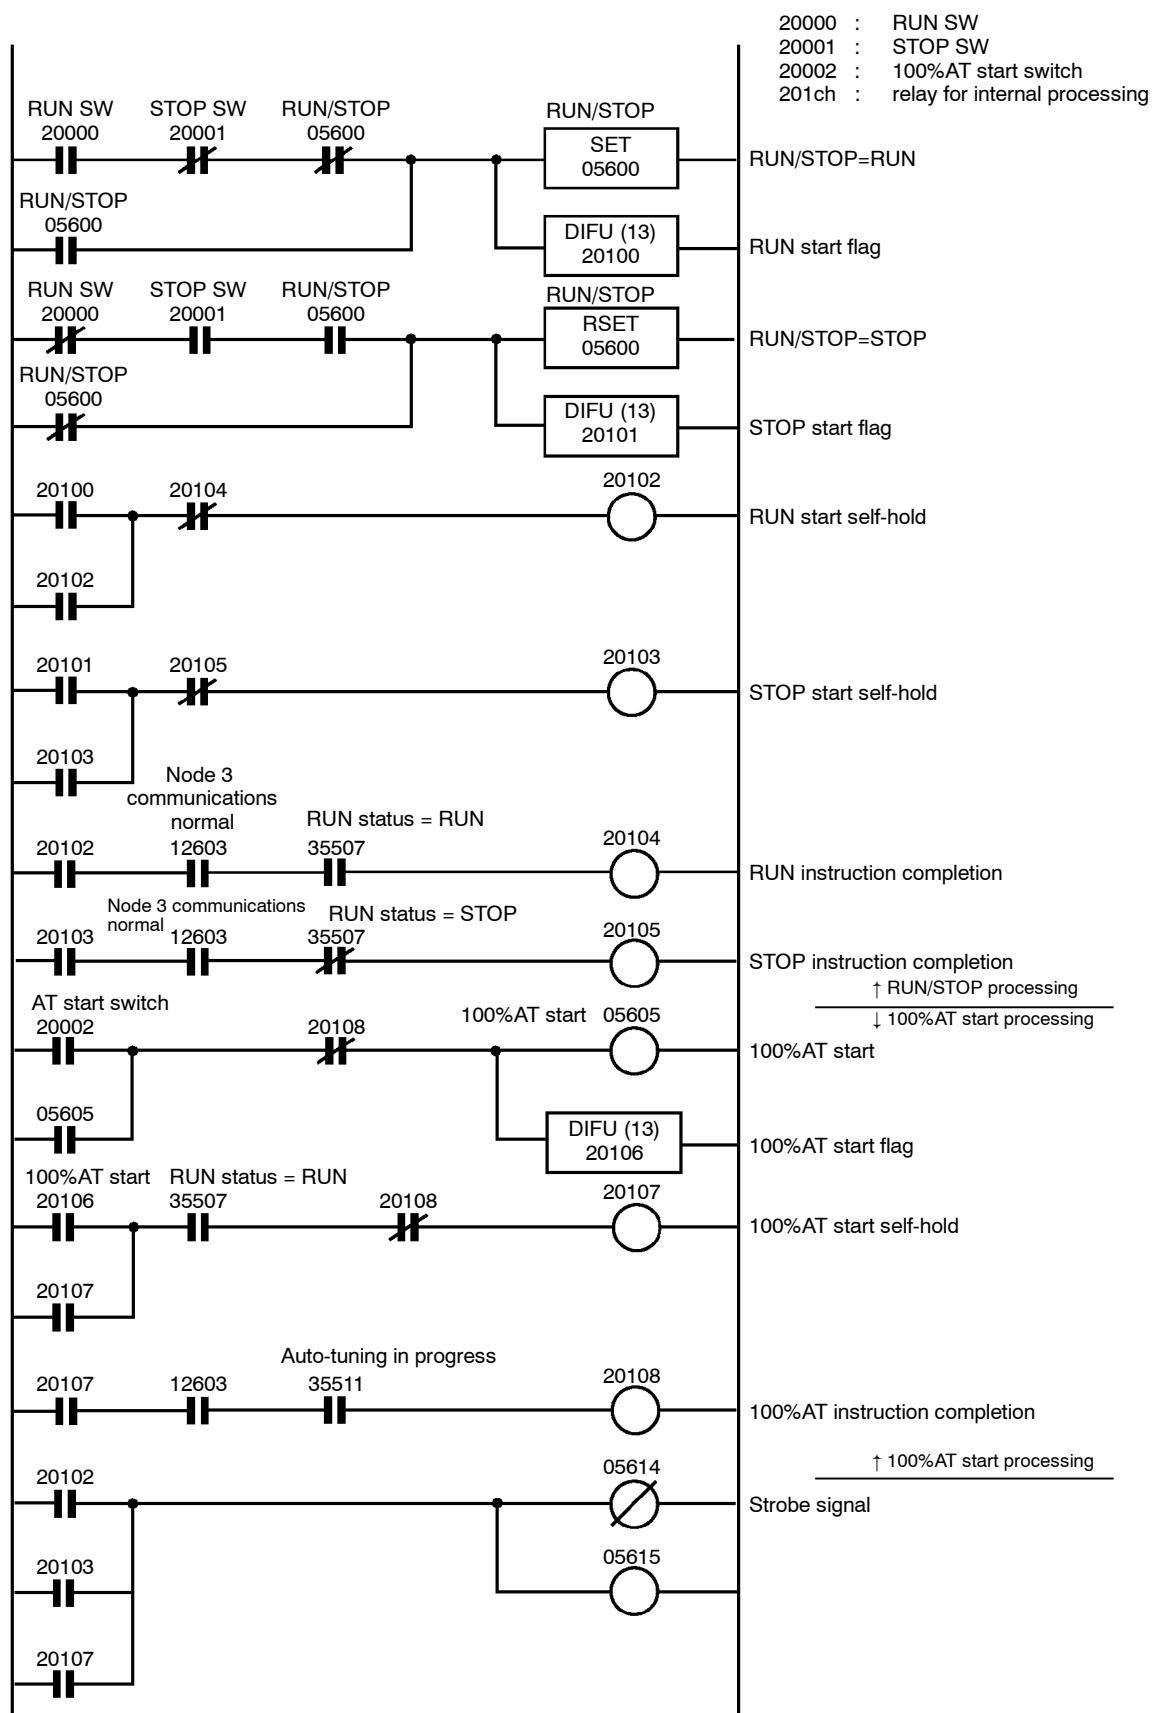 20000 : RUN SW
20001 : STOP SW
20002 : 100%AT start switch
201ch : relay for internal processing
RUN SW STOP SW RUN/STOP RUN/STOP
20000 20001 05600 SET
05600 RUN/STOP=RUN
RUN/STOP
05600 DIFU (13)
20100 RUN start flag
RUN SW STOP SW RUN/STOP RUN/STOP
20000 20001 05600 RSET
05600 RUN/STOP=STOP
RUN/STOP
05600 DIFU (13)
20101 STOP start flag
20100 20104 20102
RUN start self-hold
20102
20101 20105 20103
STOP start self-hold
20103
Node 3
communications
normal RUN status = RUN
20102 12603 35507 20104
RUN instruction completion
Node 3 communications
normal RUN status = STOP
20103 12603 35507 20105
STOP instruction completion
↑ RUN/STOP processing
↓ 100%AT start processing
AT start switch 100%AT start 05605
20002 20108
100%AT start
05605 DIFU (13)
20106 100%AT start flag
100%AT start RUN status = RUN
20106 35507 20108 20107
100%AT start self-hold
20107
Auto-tuning in progress
20107 12603 35511 20108
100%AT instruction completion
↑ 100%AT start processing
20102 05614
Strobe signal
20103 05615
20107